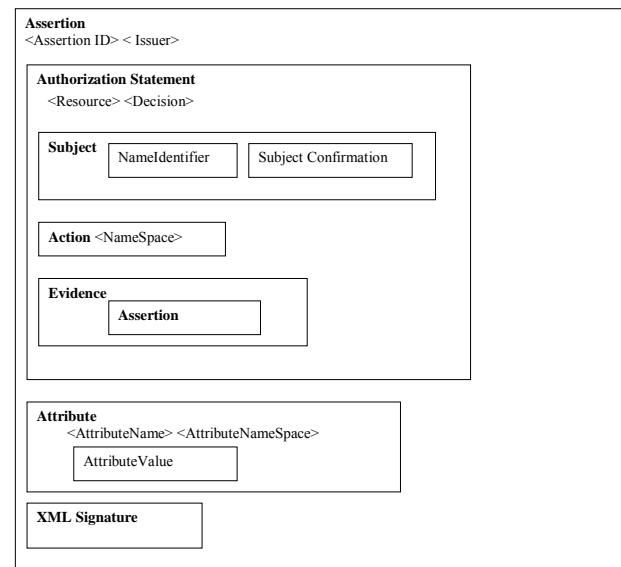 Assertion
<Assertion ID> < Issuer>
Authorization Statement
<Resource> <Decision>
Subject
NameIdentifier
Subject Confirmation
Action <NameSpace>
Evidence
Assertion
Attribute
<AttributeName> <AttributeNameSpace>
AttributeValue
XML Signature